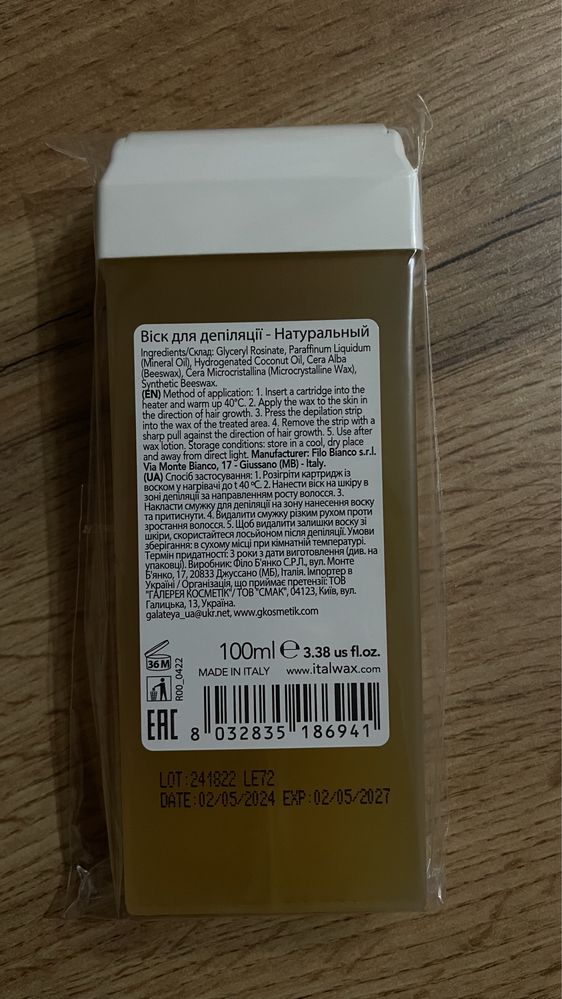 Віск для депіляції - Натуральный
Ingredients/Склад: Glyceryl Rosinate, Paraffinum Liquidum
(Mineral Oil), Hydrogenated Coconut Oil, Cera Alba
(Beeswax), Cera Microcristallina (Microcrystalline Wax),
Synthetic Beeswax.
(EN) Method of application: 1. Insert a cartridge into the
heater and warm up 40°C. 2. Apply the wax to the skin in
the direction of hair growth. 3. Press the depilation strip
into the wax of the treated area. 4. Remove the strip with a
sharp pull against the direction of hair growth. 5. Use after
wax lotion. Storage conditions: store in a cool, dry place
and away from direct light. Manufacturer: Filo Bianco s.r.l.
Via Monte Bianco, 17 - Giussano (MB) - Italy.
(UA) Спосіб застосування: 1. Розігріти картридж із
воском у нагрівачі до t 40 ºC. 2. Нанести віск на шкіру в
зоні депіляції за направленням росту волосся. 3.
Накласти смужку для депіляції на зону нанесення воску
та притиснути. 4. Видалити смужку різким рухом проти
зростання волосся. 5. Щоб видалити залишки воску зі
шкіри, скористайтеся лосьйоном після депіляції. Умови
зберігання: в сухому місці при кімнатній температурі.
Термін придатності: 3 роки з дати виготовлення (див. на
упаковці). Виробник: Філо Б'янко С.Р.Л., вул. Монте
Б'янко, 17, 20833 Джуссано (МБ), Італія. Імпортер в
Україні / Організація, що приймає претензії: ТОВ
"ГАЛЕРЕЯ КОСМЕТІК"/ ТОВ "СМАК", 04123, Київ, вул.
Галицька, 13, Україна.
galateya_ua@ukr.net, www.gkosmetik.com
100ml ℮ 3.38 us fl.oz.
36 M
MADE IN ITALY www.italwax.com
R00_0422
EAC
8 032835 186941
LOT:241822 LE72
DATE:02/05/2024 EXP:02/05/2027